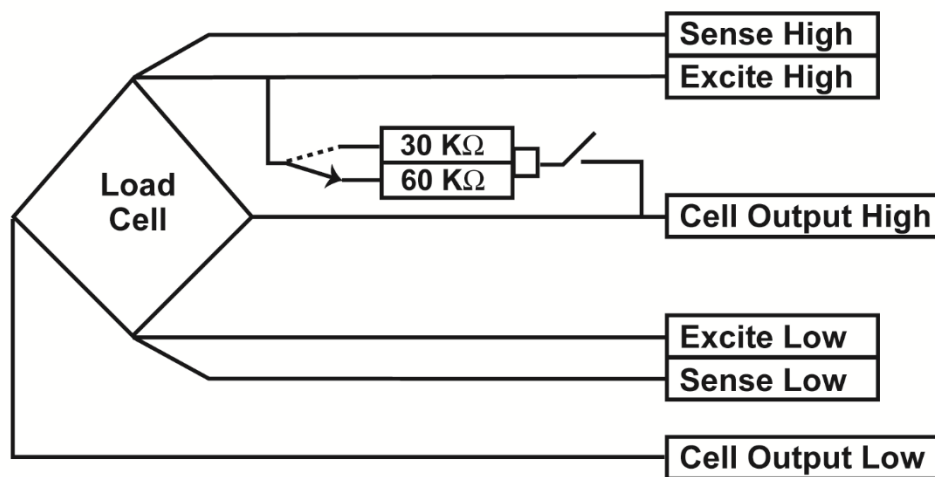 Sense High
Excite High
30 KΩ
60 KΩ
Load
Cell
Cell Output High
Excite Low
Sense Low
Cell Output Low